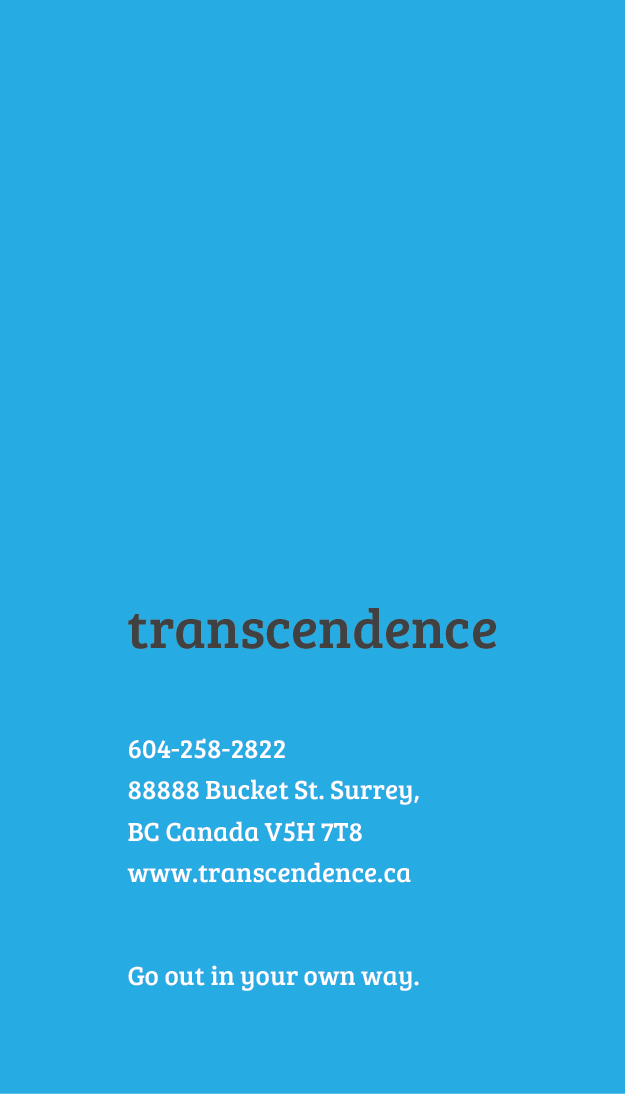 transcendence
604-258-2822
88888 Bucket St. Surrey,
BC Canada V5H 7T8
www.transcendence.ca
Go out in your own way.